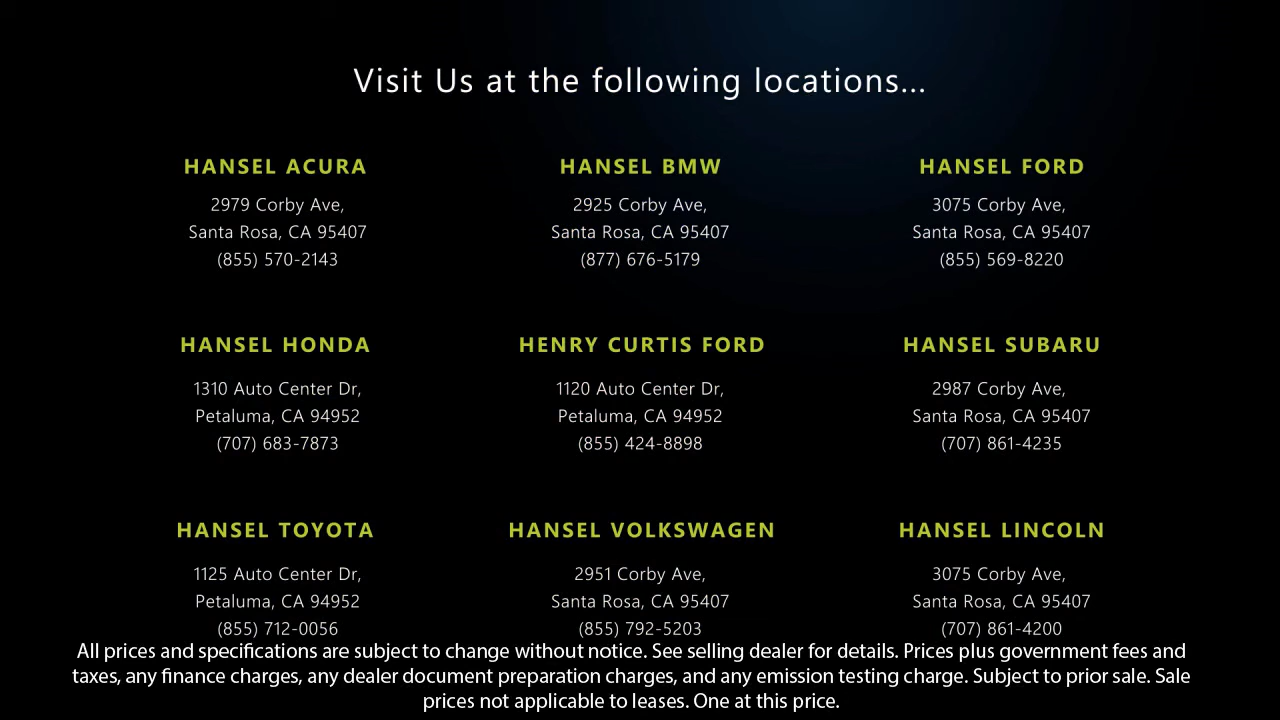 Visit Us at the following locations...
HANSEL ACURA
2979 Corby Ave,
Santa Rosa, CA 95407
(855) 570-2143
HANSEL BMW
2925 Corby Ave,
Santa Rosa, CA 95407
(877) 676-5179
HANSEL FORD
3075 Corby Ave,
Santa Rosa, CA 95407
(855) 569-8220
HANSEL HONDA
1310 Auto Center Dr,
Petaluma, CA 94952
(707) 683-7873
HENRY CURTIS FORD
1120 Auto Center Dr,
Petaluma, CA 94952
(855) 424-8898
HANSEL SUBARU
2987 Corby Ave,
Santa Rosa, CA 95407
(707) 861-4235
HANSEL TOYOTA
1125 Auto Center Dr,
Petaluma, CA 94952
(855) 712-0056
HANSEL VOLKSWAGEN
2951 Corby Ave,
Santa Rosa, CA 95407
(855) 792-5203
HANSEL LINCOLN
3075 Corby Ave,
Santa Rosa, CA 95407
(707) 861-4200
All prices and specifications are subject to change without notice. See selling dealer for details. Prices plus government fees and
taxes, any finance charges, any dealer document preparation charges, and any emission testing charge. Subject to prior sale. Sale
prices not applicable to leases. One at this price.